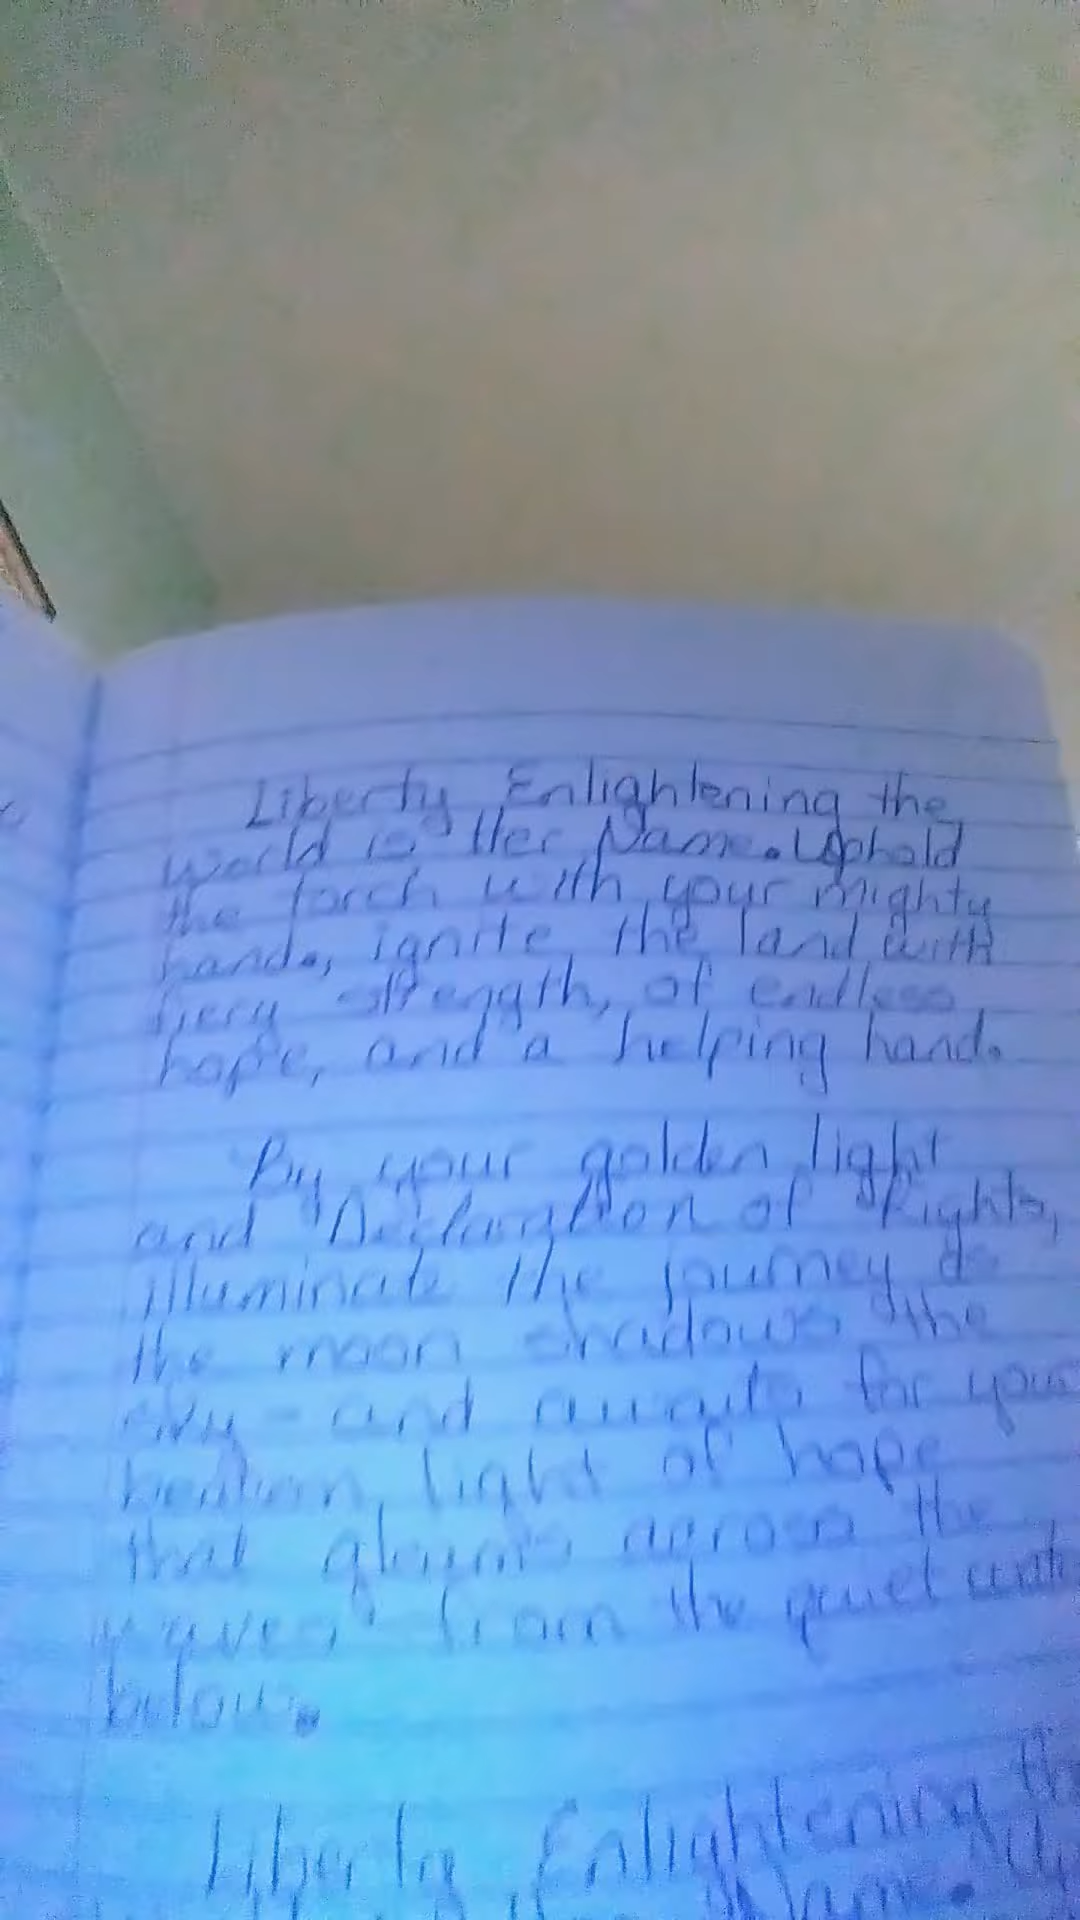 Liberty Enlightening the
World is Her Name. Uphold
the torch with your mighty
hands, ignite the land with
fiery strength, of endless
hope, and a helping hand.
By your golden light
and Declaration of Rights,
illuminate the journey as
the moon shadows the
sky - and awaits for your
beacon light of hope
that gleams across the
waves from the quiet
below.
Liberty Enlightening
Name.